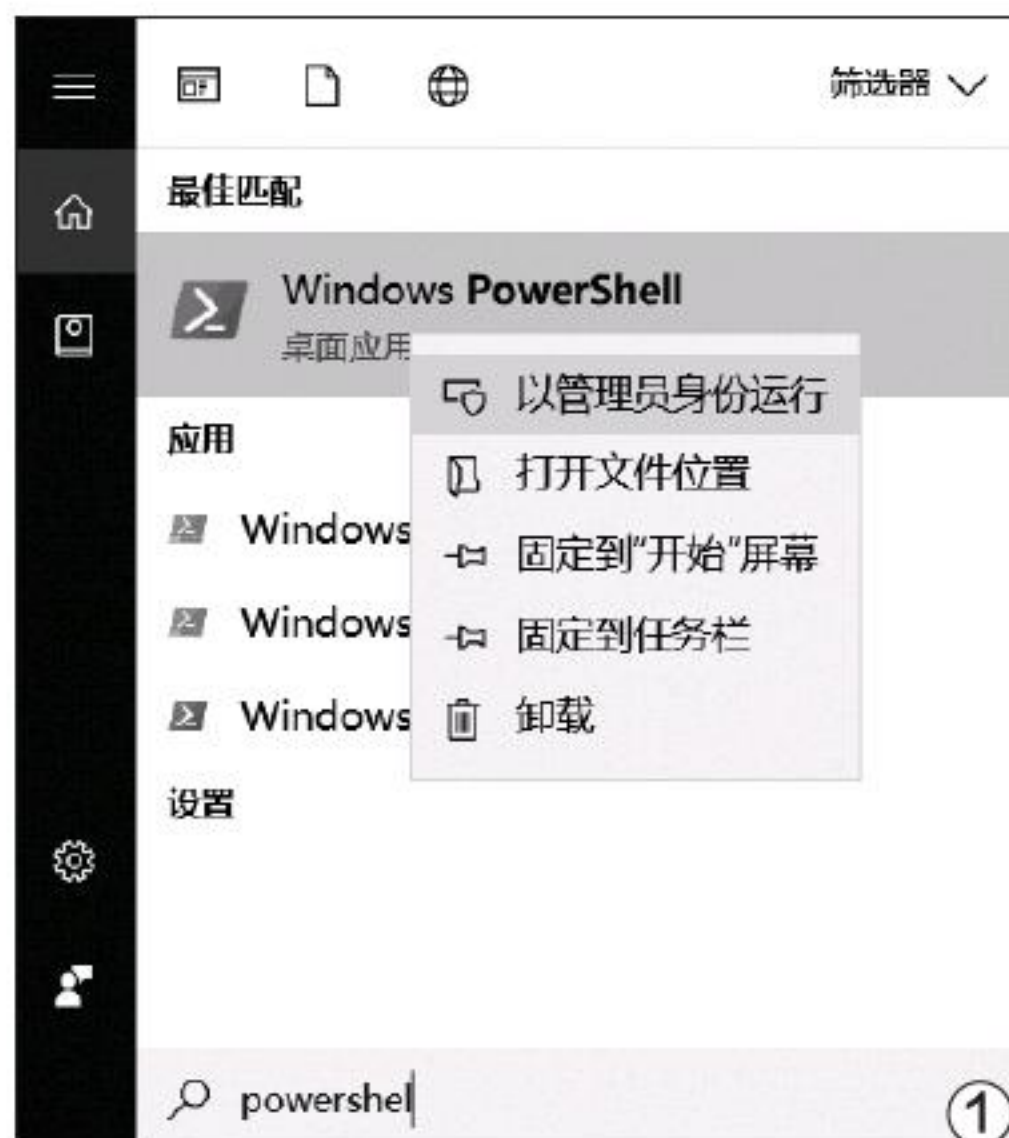 筛选器
最佳匹配
Windows PowerShell
桌面应用
以管理员身份运行
应用
打开文件位置
Windows
固定到"开始"屏幕
Windows
固定到任务栏
Windows
卸载
设置
powershel
①